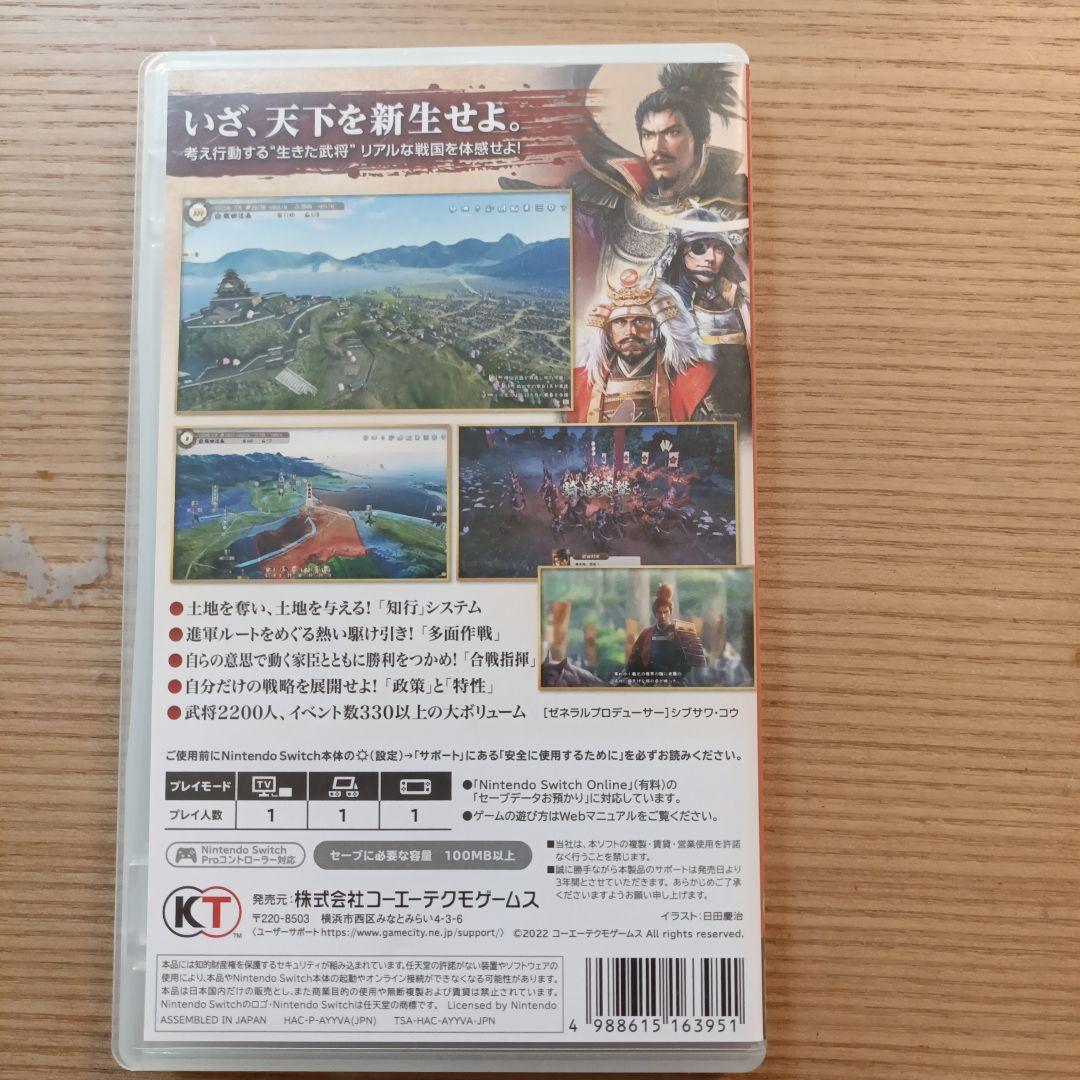 いざ、天下を新生せよ。
考え行動する“生きた武将” リアルな戦国を体感せよ!
●土地を奪い、土地を与える!「知行」システム
●進軍ルートをめぐる熱い駆け引き!「多面作戦」
●自らの意思で動く家臣とともに勝利をつかめ!「合戦指揮」
●自分だけの戦略を展開せよ!「政策」と「特性」
●武将2200人、イベント数330以上の大ボリューム
[ゼネラルプロデューサー]シブサワ・コウ
ご使用前にNintendo Switch本体の(設定)→「サポート」にある「安全に使用するために」を必ずお読みください。
プレイモード TV
プレイ人数 1 1 1
●「Nintendo Switch Online」(有料)の
「セーブデータお預かり」に対応しています。
●ゲームの遊び方はWebマニュアルをご覧ください。
Nintendo Switch
Proコントローラー対応
セーブに必要な容量 100MB以上
■当社は、本ソフトの複製・賃貸・営業使用を許諾
なく行うことを禁じます。
■誠に勝手ながら本製品のサポートは発売日より
3年間とさせていただきます。あらかじめご了承
くださいますようお願い申し上げます。
KT
TM
発売元:株式会社コーエーテクモゲームス
〒220-8503 横浜市西区みなとみらい4-3-6
〈ユーザーサポート https://www.gamecity.ne.jp/support/〉
イラスト:日田慶治
©2022 コーエーテクモゲームス All rights reserved.
本品には知的財産権を保護するセキュリティが組み込まれています。任天堂の許諾がない装置やソフトウェアの
使用により、本品やNintendo Switch本体の起動やオンライン接続ができなくなる可能性があります。
本品は日本国内だけの販売とし、また商業目的の使用や無断複製および賃貸は禁止されています。
Nintendo Switchのロゴ・Nintendo Switchは任天堂の商標です。 Licensed by Nintendo
ASSEMBLED IN JAPAN HAC-P-AYYVA(JPN) TSA-HAC-AYYVA-JPN
4 988615 163951